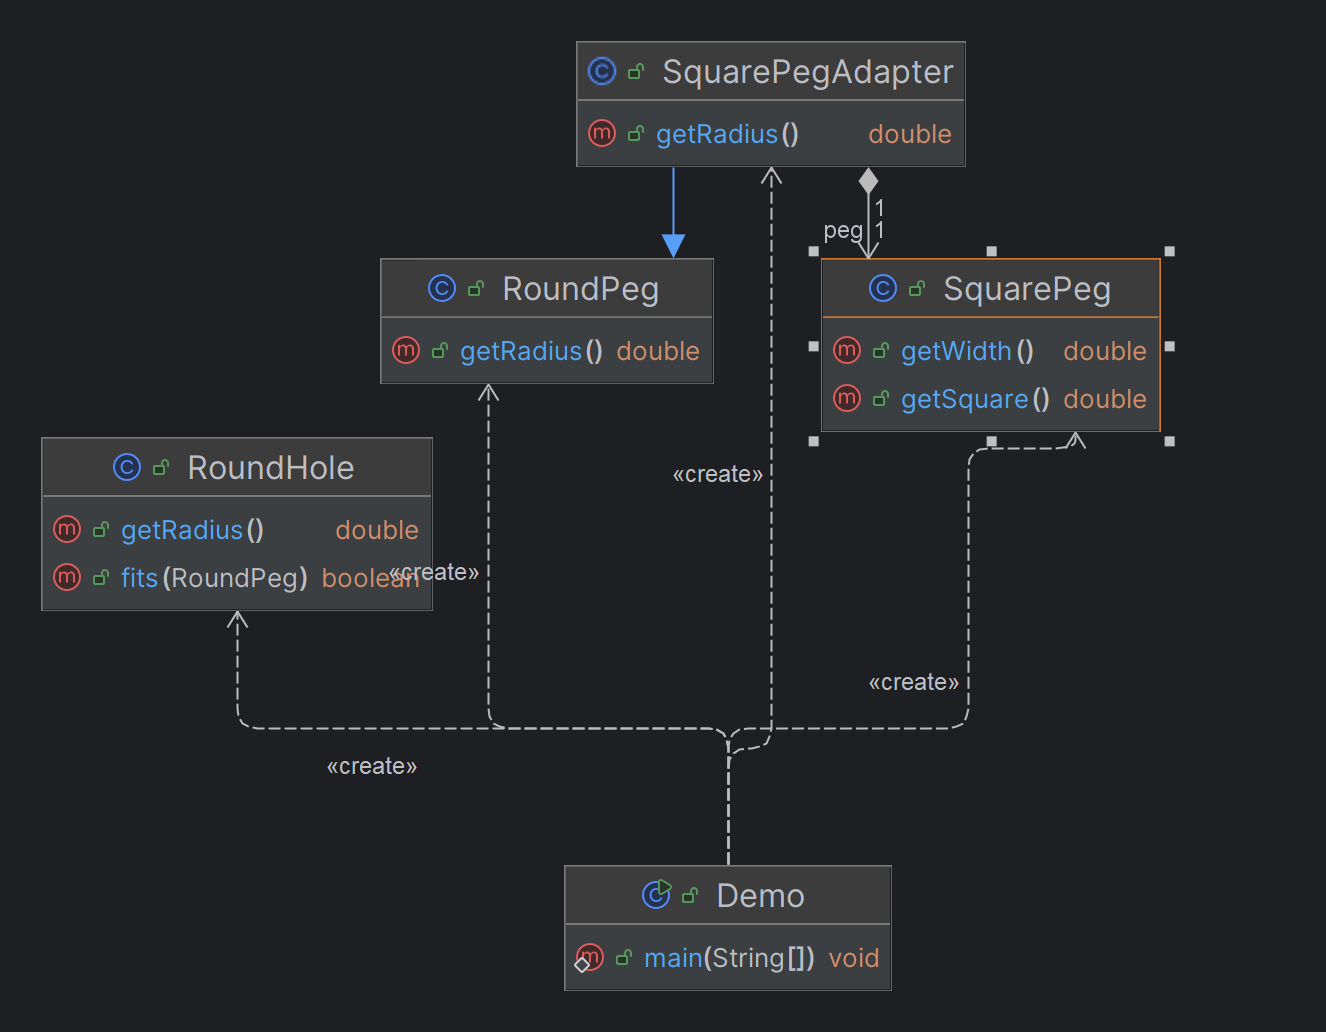 SquarePegAdapter
getRadius() double
1
peg 1
RoundPeg
getRadius() double
SquarePeg
getWidth() double
getSquare() double
RoundHole
getRadius() double
fits(RoundPeg) boolean
«create»
«create»
«create»
«create»
Demo
main(String[]) void